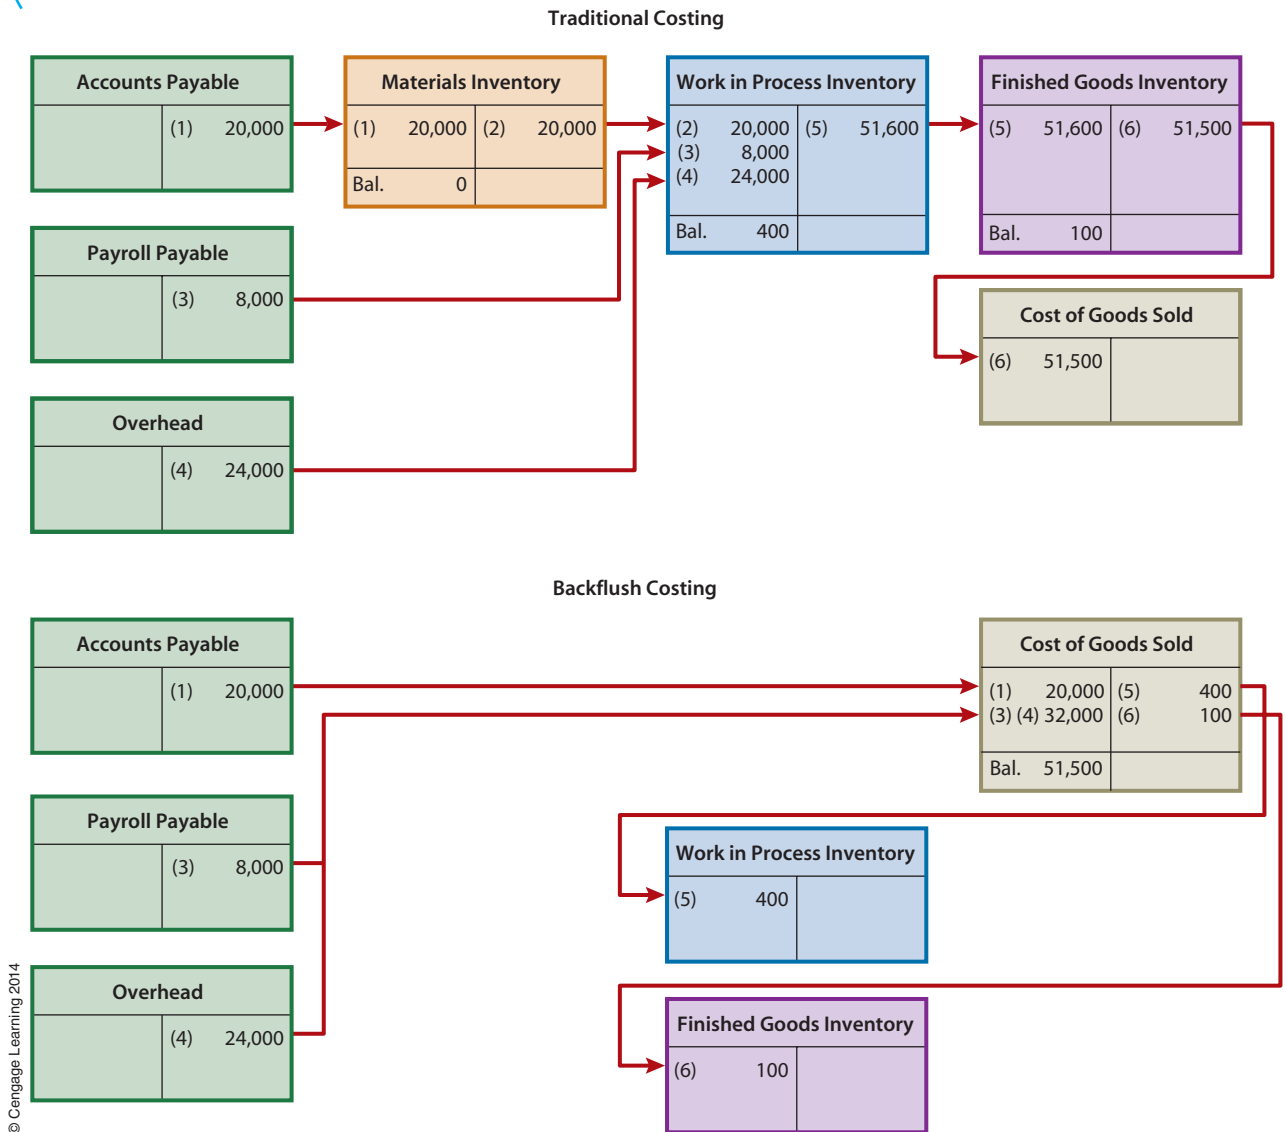 Traditional Costing
Accounts Payable
(1) 20,000
Materials Inventory
(1) 20,000 (2) 20,000
Bal. 0
Work in Process Inventory
(2) 20,000 (5) 51,600
(3) 8,000
(4) 24,000
Bal. 400
Finished Goods Inventory
(5) 51,600 (6) 51,500
Bal. 100
Payroll Payable
(3) 8,000
Cost of Goods Sold
(6) 51,500
Overhead
(4) 24,000
Backflush Costing
Accounts Payable
(1) 20,000
Cost of Goods Sold
(1) 20,000 (5) 400
(3) (4) 32,000 (6) 100
Bal. 51,500
Payroll Payable
(3) 8,000
Work in Process Inventory
(5) 400
Overhead
(4) 24,000
Finished Goods Inventory
(6) 100
© Cengage Learning 2014